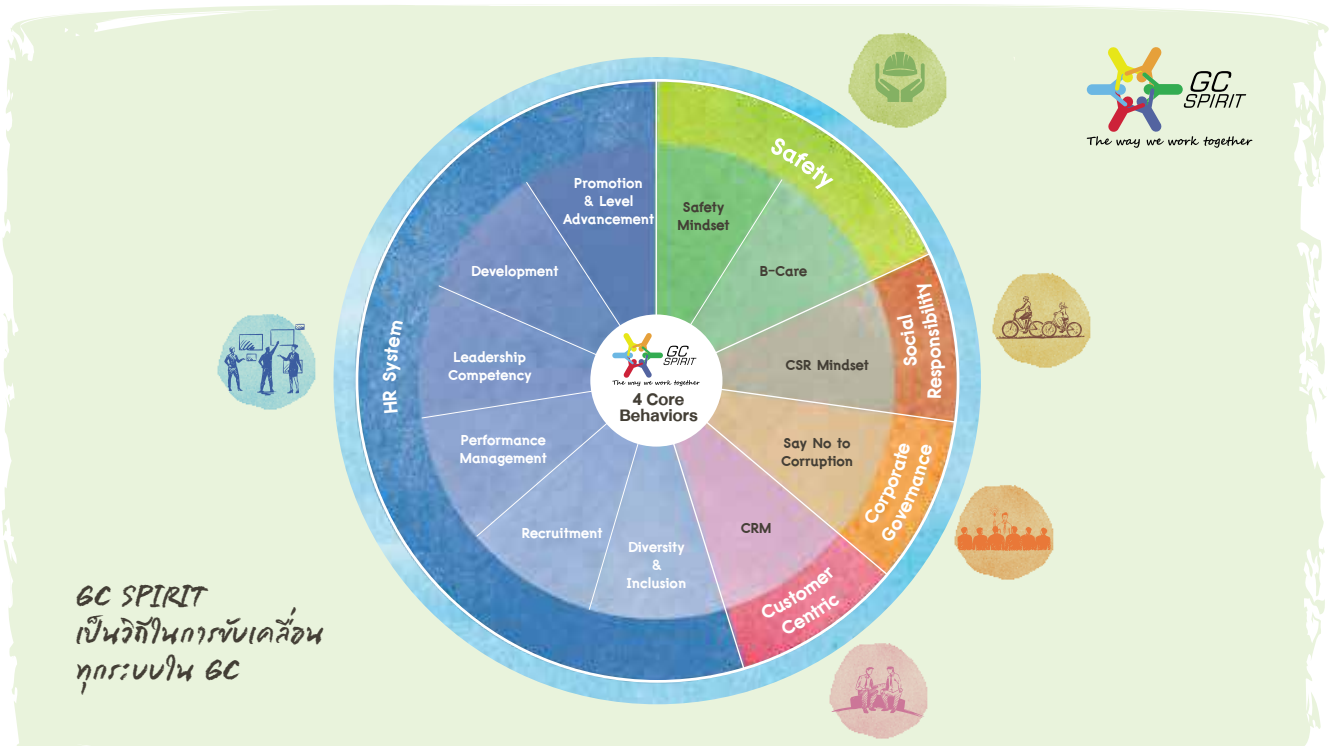 GC
SPIRIT
The way we work together
Safety
Safety
Mindset
B-Care
Social
Responsibility
CSR Mindset
Corporate
Governance
Say No to
Corruption
Customer
Centric
CRM
HR System
Promotion
& Level
Advancement
Development
Leadership
Competency
Performance
Management
Recruitment
Diversity
&
Inclusion
GC
SPIRIT
The way we work together
4 Core
Behaviors
GC SPIRIT
เป็นวิถีในการขับเคลื่อน
ทุกระบบใน GC